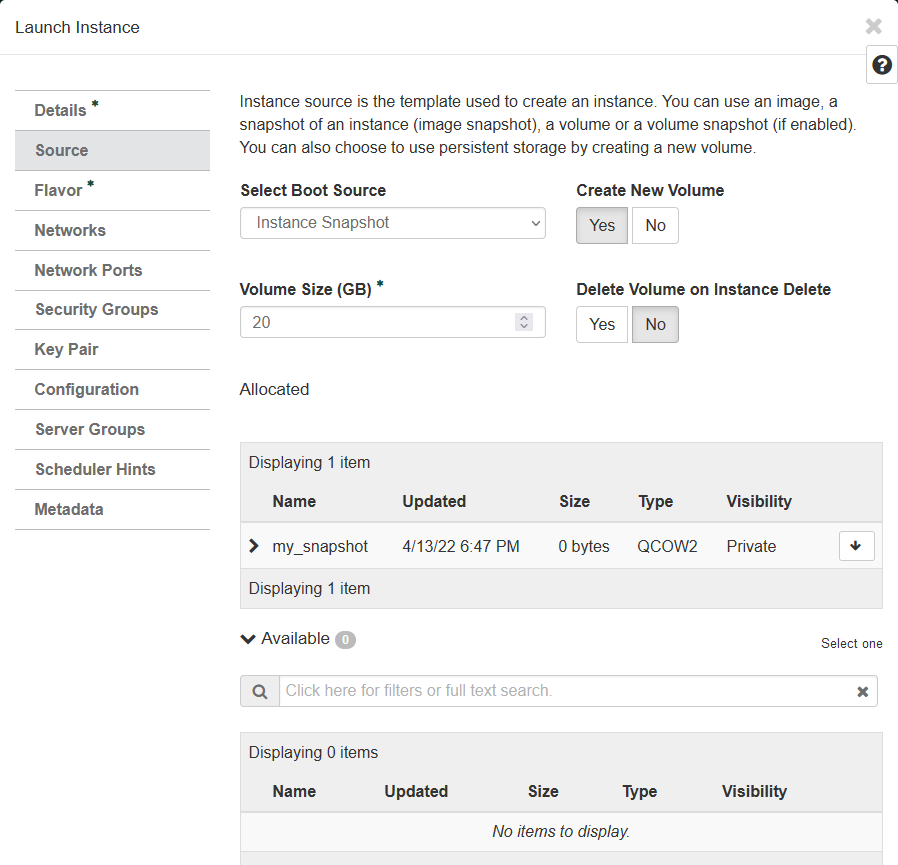 Launch Instance
Details *
Source
Flavor *
Networks
Network Ports
Security Groups
Key Pair
Configuration
Server Groups
Scheduler Hints
Metadata
Instance source is the template used to create an instance. You can use an image, a
snapshot of an instance (image snapshot), a volume or a volume snapshot (if enabled).
You can also choose to use persistent storage by creating a new volume.
Select Boot Source
Instance Snapshot
Create New Volume
Yes No
Volume Size (GB) *
20
Delete Volume on Instance Delete
Yes No
Allocated
Displaying 1 item
Name Updated Size Type Visibility
my_snapshot 4/13/22 6:47 PM 0 bytes QCOW2 Private
Displaying 1 item
Available 0
Select one
Click here for filters or full text search.
Displaying 0 items
Name Updated Size Type Visibility
No items to display.